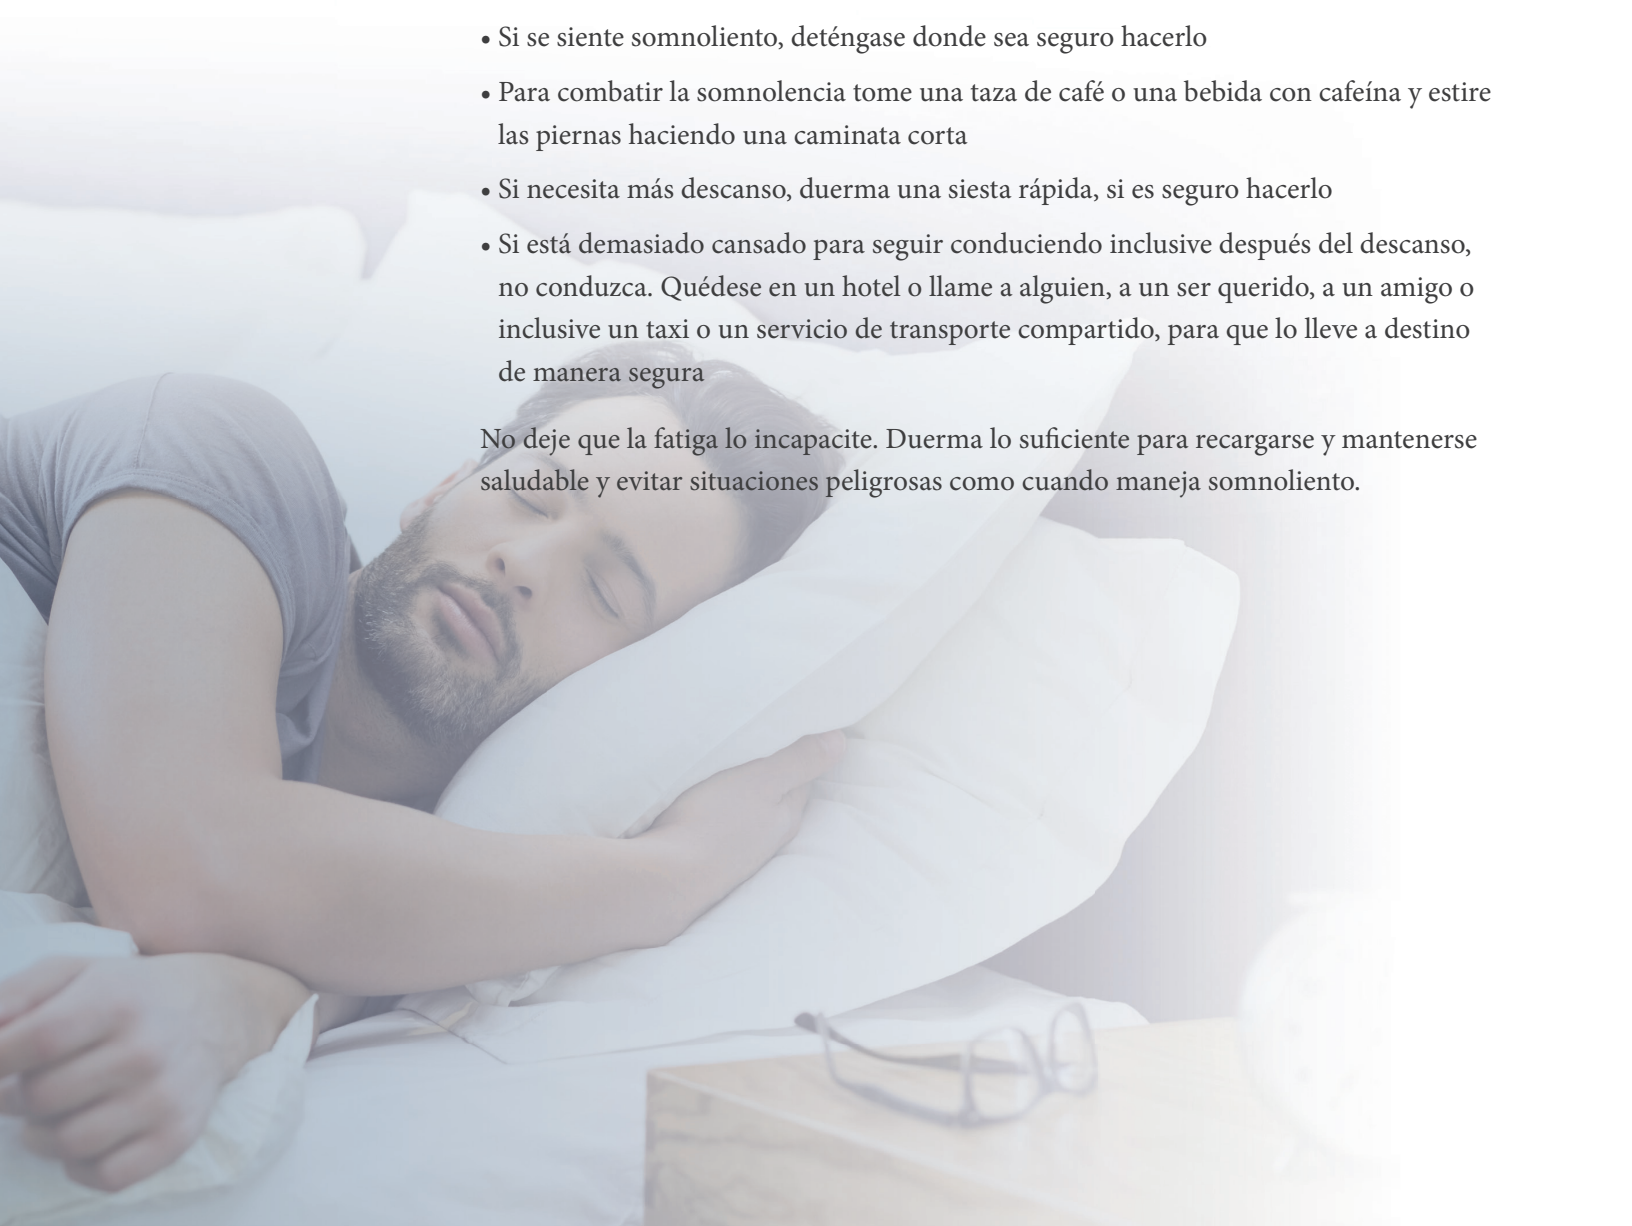 • Si se siente somnoliento, deténgase donde sea seguro hacerlo
• Para combatir la somnolencia tome una taza de café o una bebida con cafeína y estire
las piernas haciendo una caminata corta
• Si necesita más descanso, duerma una siesta rápida, si es seguro hacerlo
• Si está demasiado cansado para seguir conduciendo inclusive después del descanso,
no conduzca. Quédese en un hotel o llame a alguien, a un ser querido, a un amigo o
inclusive un taxi o un servicio de transporte compartido, para que lo lleve a destino
de manera segura
No deje que la fatiga lo incapacite. Duerma lo suficiente para recargarse y mantenerse
saludable y evitar situaciones peligrosas como cuando maneja somnoliento.